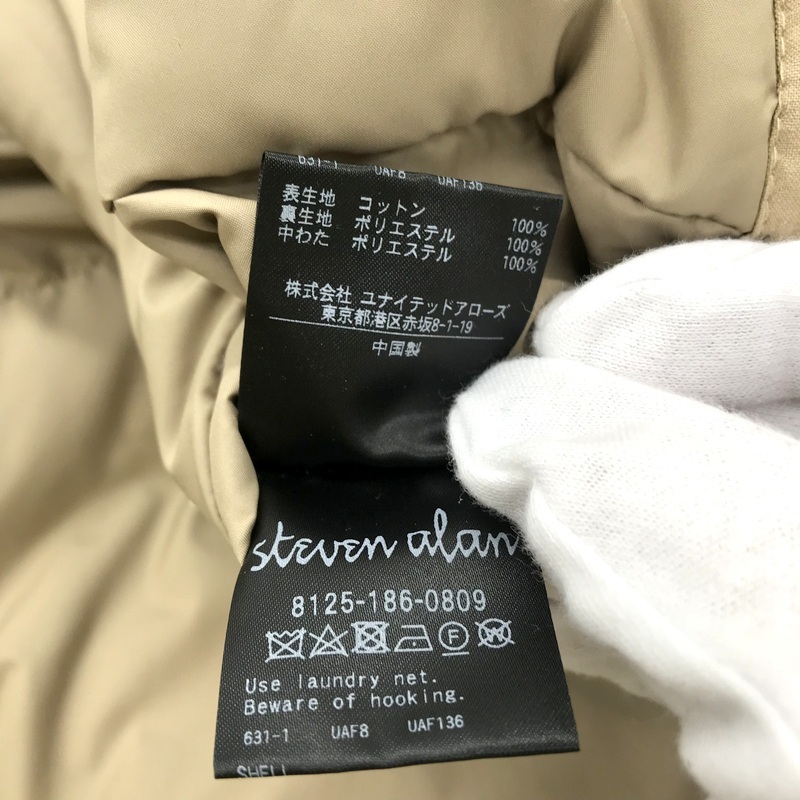 631-1 UAF8 UAF136
表生地 コットン 100%
裏生地 ポリエステル 100%
中わた ポリエステル 100%
株式会社 ユナイテッドアローズ
東京都港区赤坂8-1-19
中国製
steven alan
8125-186-0809
F W
Use laundry net.
Beware of hooking.
631-1 UAF8 UAF136
SHELL